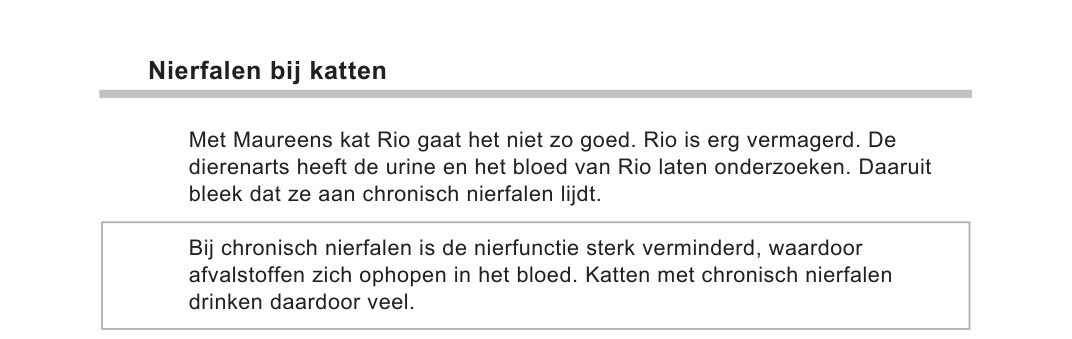 Nierfalen bij katten
Met Maureens kat Rio gaat het niet zo goed. Rio is erg vermagerd. De
dierenarts heeft de urine en het bloed van Rio laten onderzoeken. Daaruit
bleek dat ze aan chronisch nierfalen lijdt.
Bij chronisch nierfalen is de nierfunctie sterk verminderd, waardoor
afvalstoffen zich ophopen in het bloed. Katten met chronisch nierfalen
drinken daardoor veel.